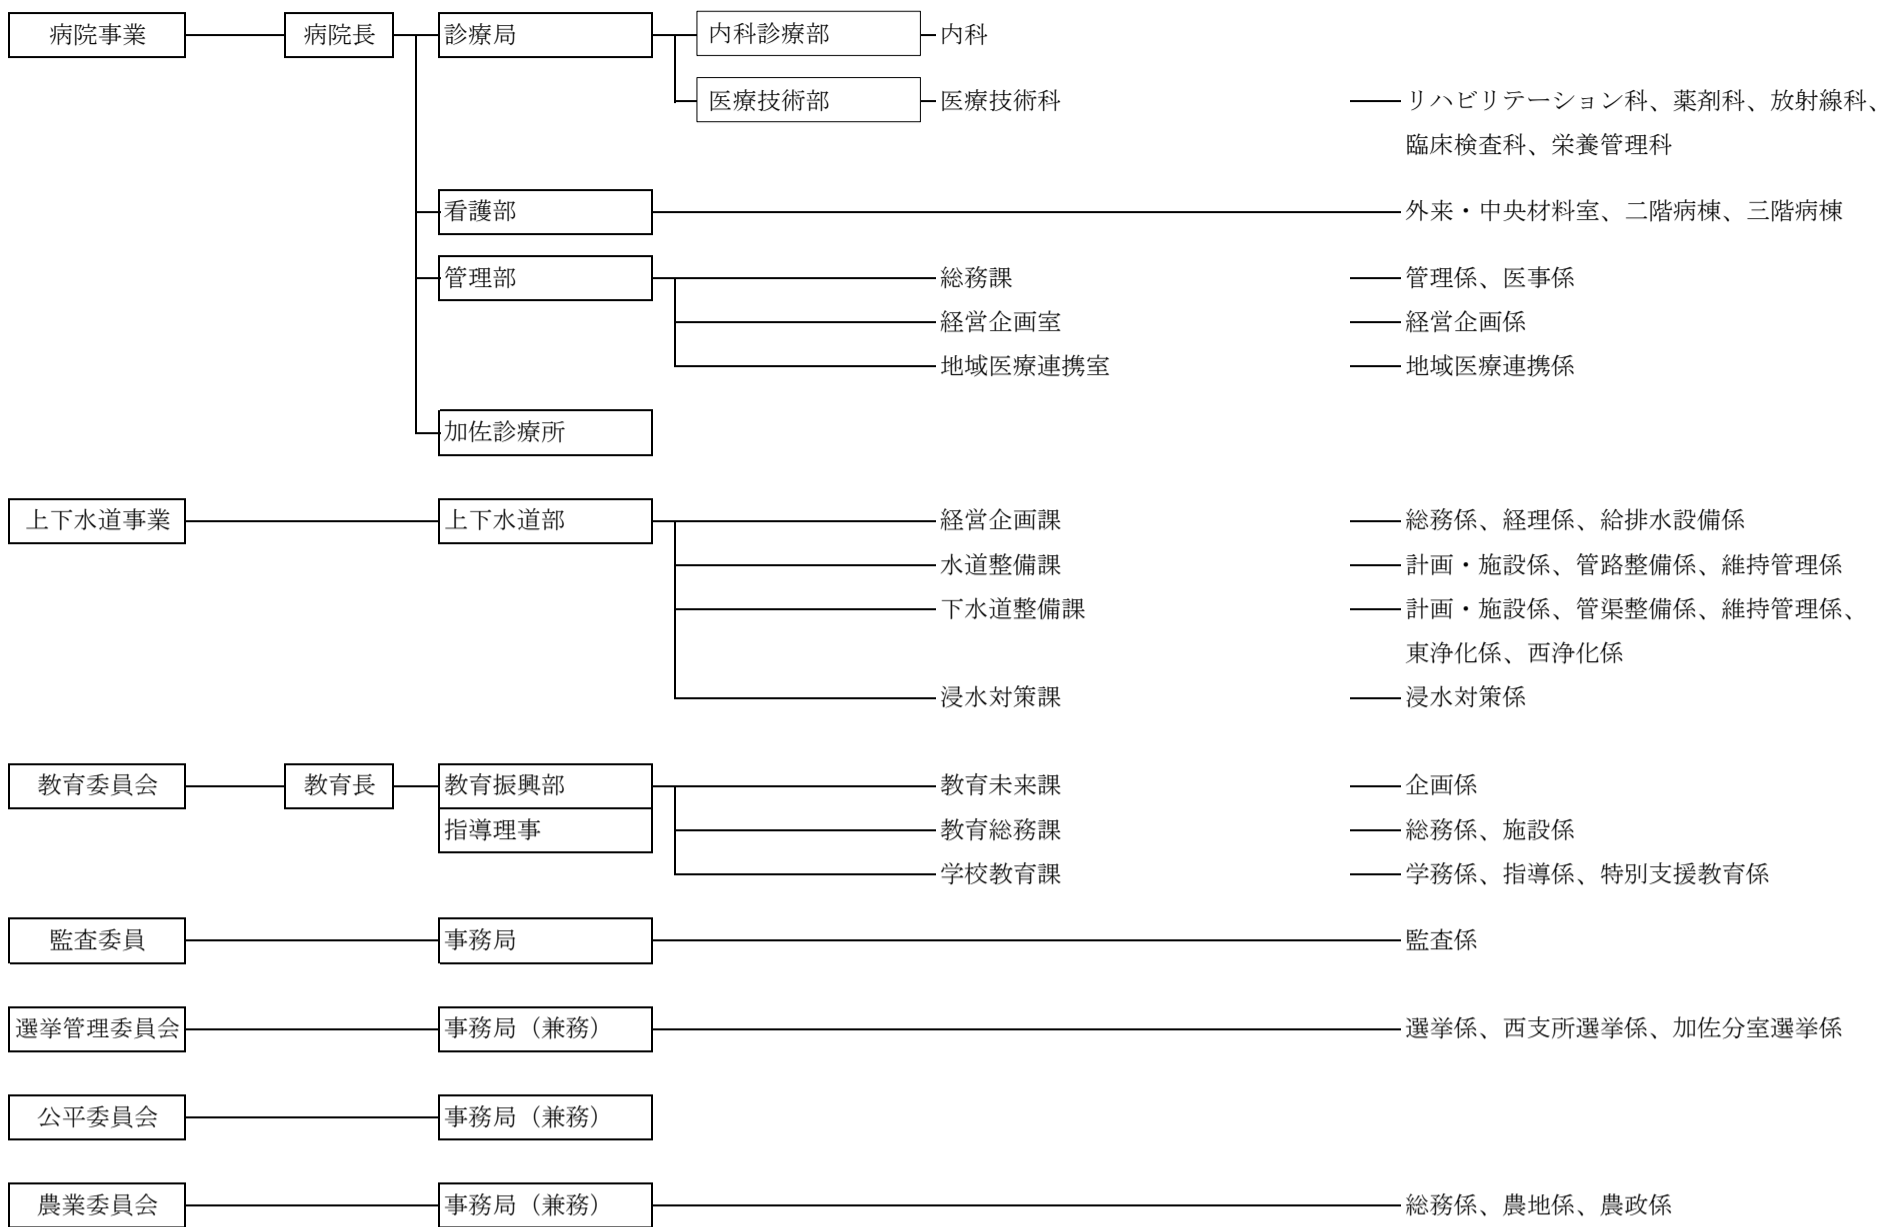 病院事業 病院長 診療局 内科診療部 内科
医療技術部 医療技術科 リハビリテーション科、薬剤科、放射線科、
臨床検査科、栄養管理科
看護部 外来・中央材料室、二階病棟、三階病棟
管理部 総務課 管理係、医事係
経営企画室 経営企画係
地域医療連携室 地域医療連携係
加佐診療所
上下水道事業 上下水道部 経営企画課 総務係、経理係、給排水設備係
水道整備課 計画・施設係、管路整備係、維持管理係
下水道整備課 計画・施設係、管渠整備係、維持管理係、
東浄化係、西浄化係
浸水対策課 浸水対策係
教育委員会 教育長 教育振興部 教育未来課 企画係
指導理事 教育総務課 総務係、施設係
学校教育課 学務係、指導係、特別支援教育係
監査委員 事務局 監査係
選挙管理委員会 事務局（兼務） 選挙係、西支所選挙係、加佐分室選挙係
公平委員会 事務局（兼務）
農業委員会 事務局（兼務） 総務係、農地係、農政係